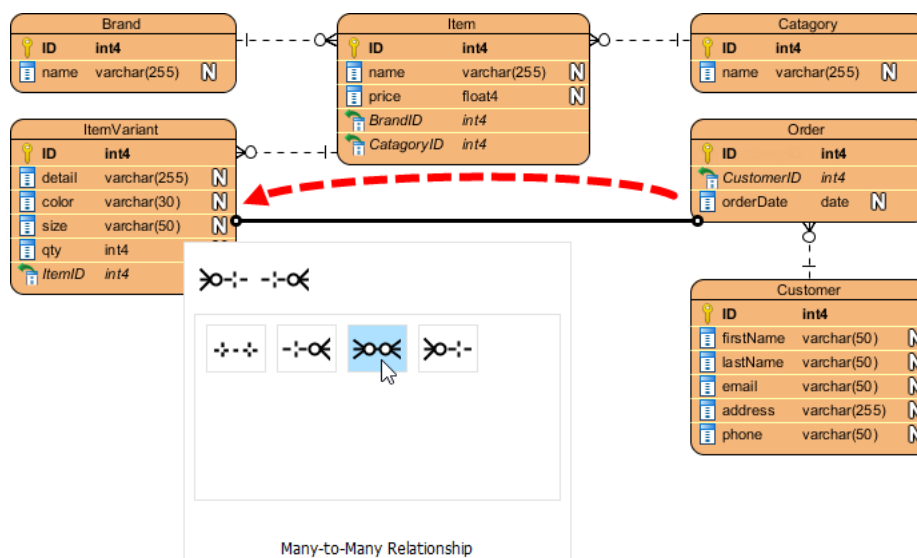 Brand
ID int4
name varchar(255) N
Item
ID int4
name varchar(255) N
price float4 N
BrandID int4
CatagoryID int4
Catagory
ID int4
name varchar(255) N
ItemVariant
ID int4
detail varchar(255) N
color varchar(30) N
size varchar(50) N
qty int4
ItemID int4
Order
ID int4
CustomerID int4
orderDate date N
Customer
ID int4
firstName varchar(50) N
lastName varchar(50) N
email varchar(50) N
address varchar(255) N
phone varchar(50) N
Many-to-Many Relationship